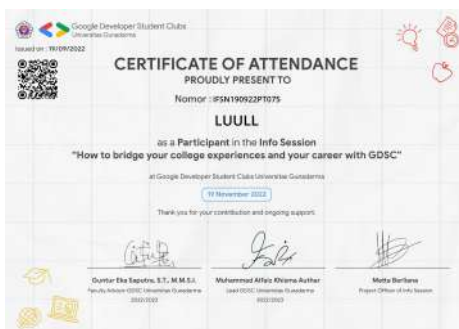 Google Developer Student Clubs
Universitas Gunadarma
Issued on : 19/09/2022
CERTIFICATE OF ATTENDANCE
PROUDLY PRESENT TO
Nomor : IFSN190922PT075
LUULL
as a Participant in the Info Session
"How to bridge your college experiences and your career with GDSC"
at Google Developer Student Clubs Universitas Gunadarma
19 November 2022
Thank you for your contribution and ongoing support.
Guntur Eka Saputra, S.T., M.M.S.I.
Muhammad Alfaiz Khisma Auther
Metta Berliana
Faculty Advisor GDSC Universitas Gunadarma
Lead GDSC Universitas Gunadarma
Project Officer of Info Session
2022/2023
2022/2023